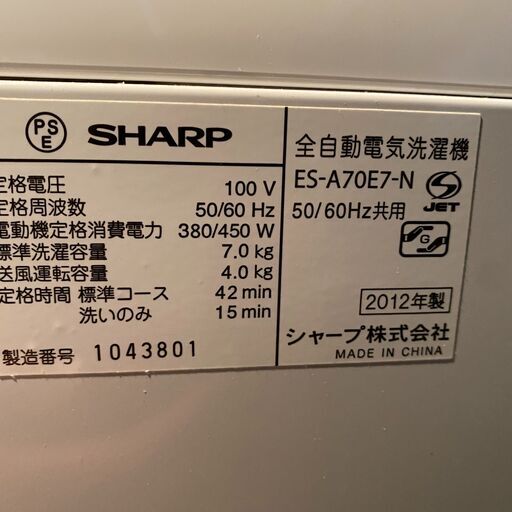 PS E SHARP
定格電圧 100 V
定格周波数 50/60 Hz
電動機定格消費電力 380/450 W
標準洗濯容量 7.0 kg
送風運転容量 4.0 kg
定格時間 標準コース 42 min
洗いのみ 15 min
製造番号 1043801
全自動電気洗濯機
ES-A70E7-N
JET
50/60Hz共用
G
2012年製
シャープ株式会社
MADE IN CHINA